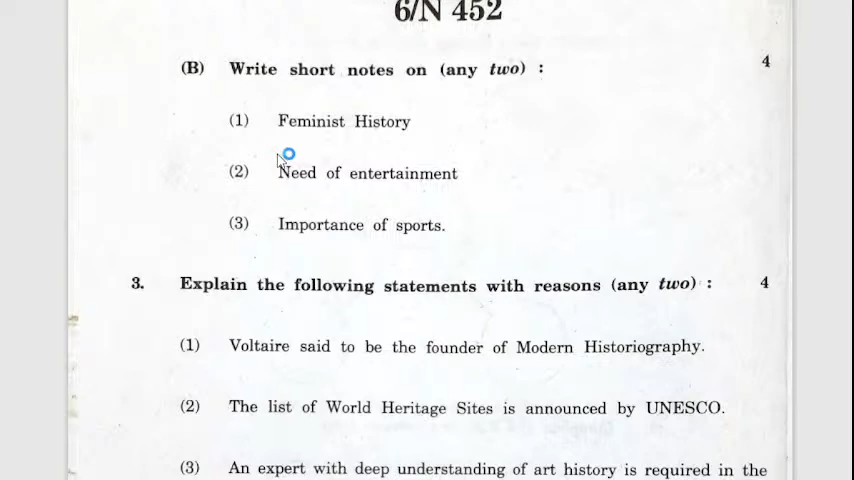 6/N 452
(B) Write short notes on (any two) : 4
(1) Feminist History
(2) Need of entertainment
(3) Importance of sports.
3. Explain the following statements with reasons (any two) : 4
(1) Voltaire said to be the founder of Modern Historiography.
(2) The list of World Heritage Sites is announced by UNESCO.
(3) An expert with deep understanding of art history is required in the